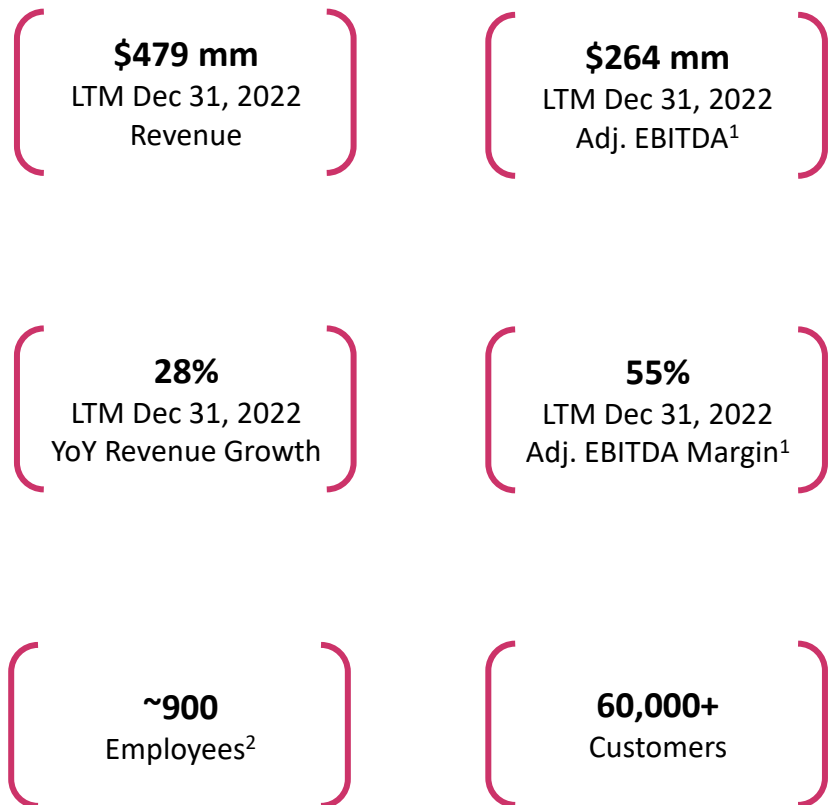 $479 mm
LTM Dec 31, 2022
Revenue
$264 mm
LTM Dec 31, 2022
Adj. EBITDA¹
28%
LTM Dec 31, 2022
YoY Revenue Growth
55%
LTM Dec 31, 2022
Adj. EBITDA Margin¹
~900
Employees²
60,000+
Customers